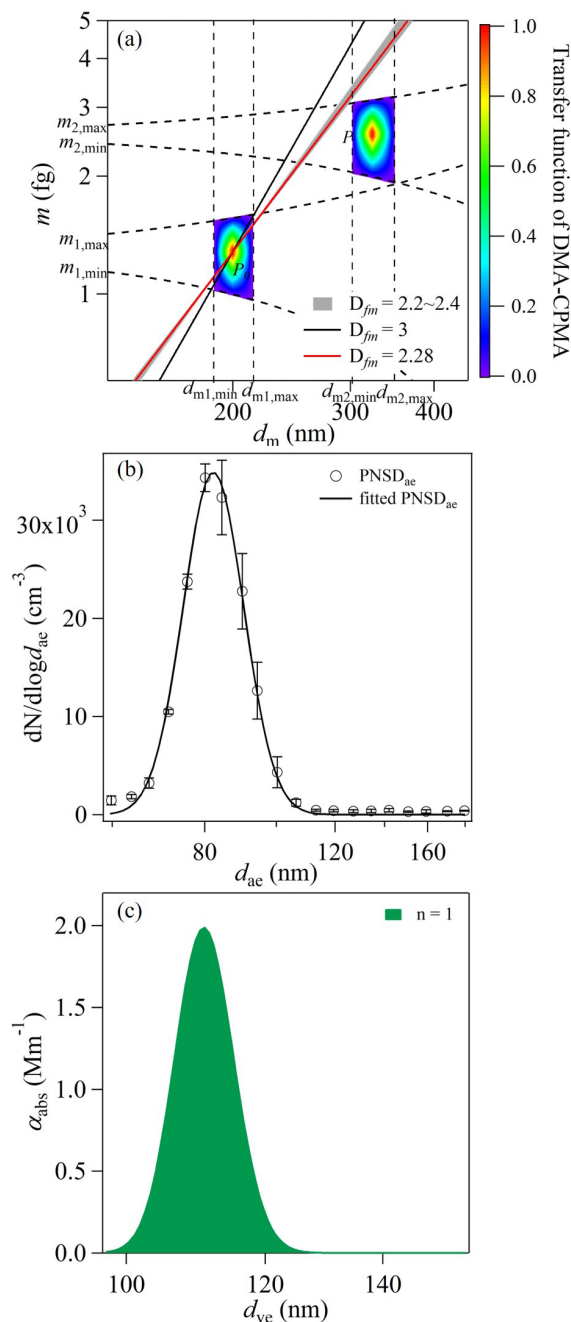 (a)
5
4
3
2
1
m (fg)
m2,max
m2,min
m1,max
m1,min
P
P
Dfm = 2.2~2.4
Dfm = 3
Dfm = 2.28
dm1,min
dm1,max
dm2,min
dm2,max
200
300
400
dm (nm)
1.0
0.8
0.6
0.4
0.2
0.0
Transfer function of DMA-CPMA
(b)
PNSDae
fitted PNSDae
30x10³
20
10
0
dN/dlogdae (cm⁻³)
80
120
160
dae (nm)
(c)
n = 1
2.0
1.5
1.0
0.5
0.0
αabs (Mm⁻¹)
100
120
140
dve (nm)